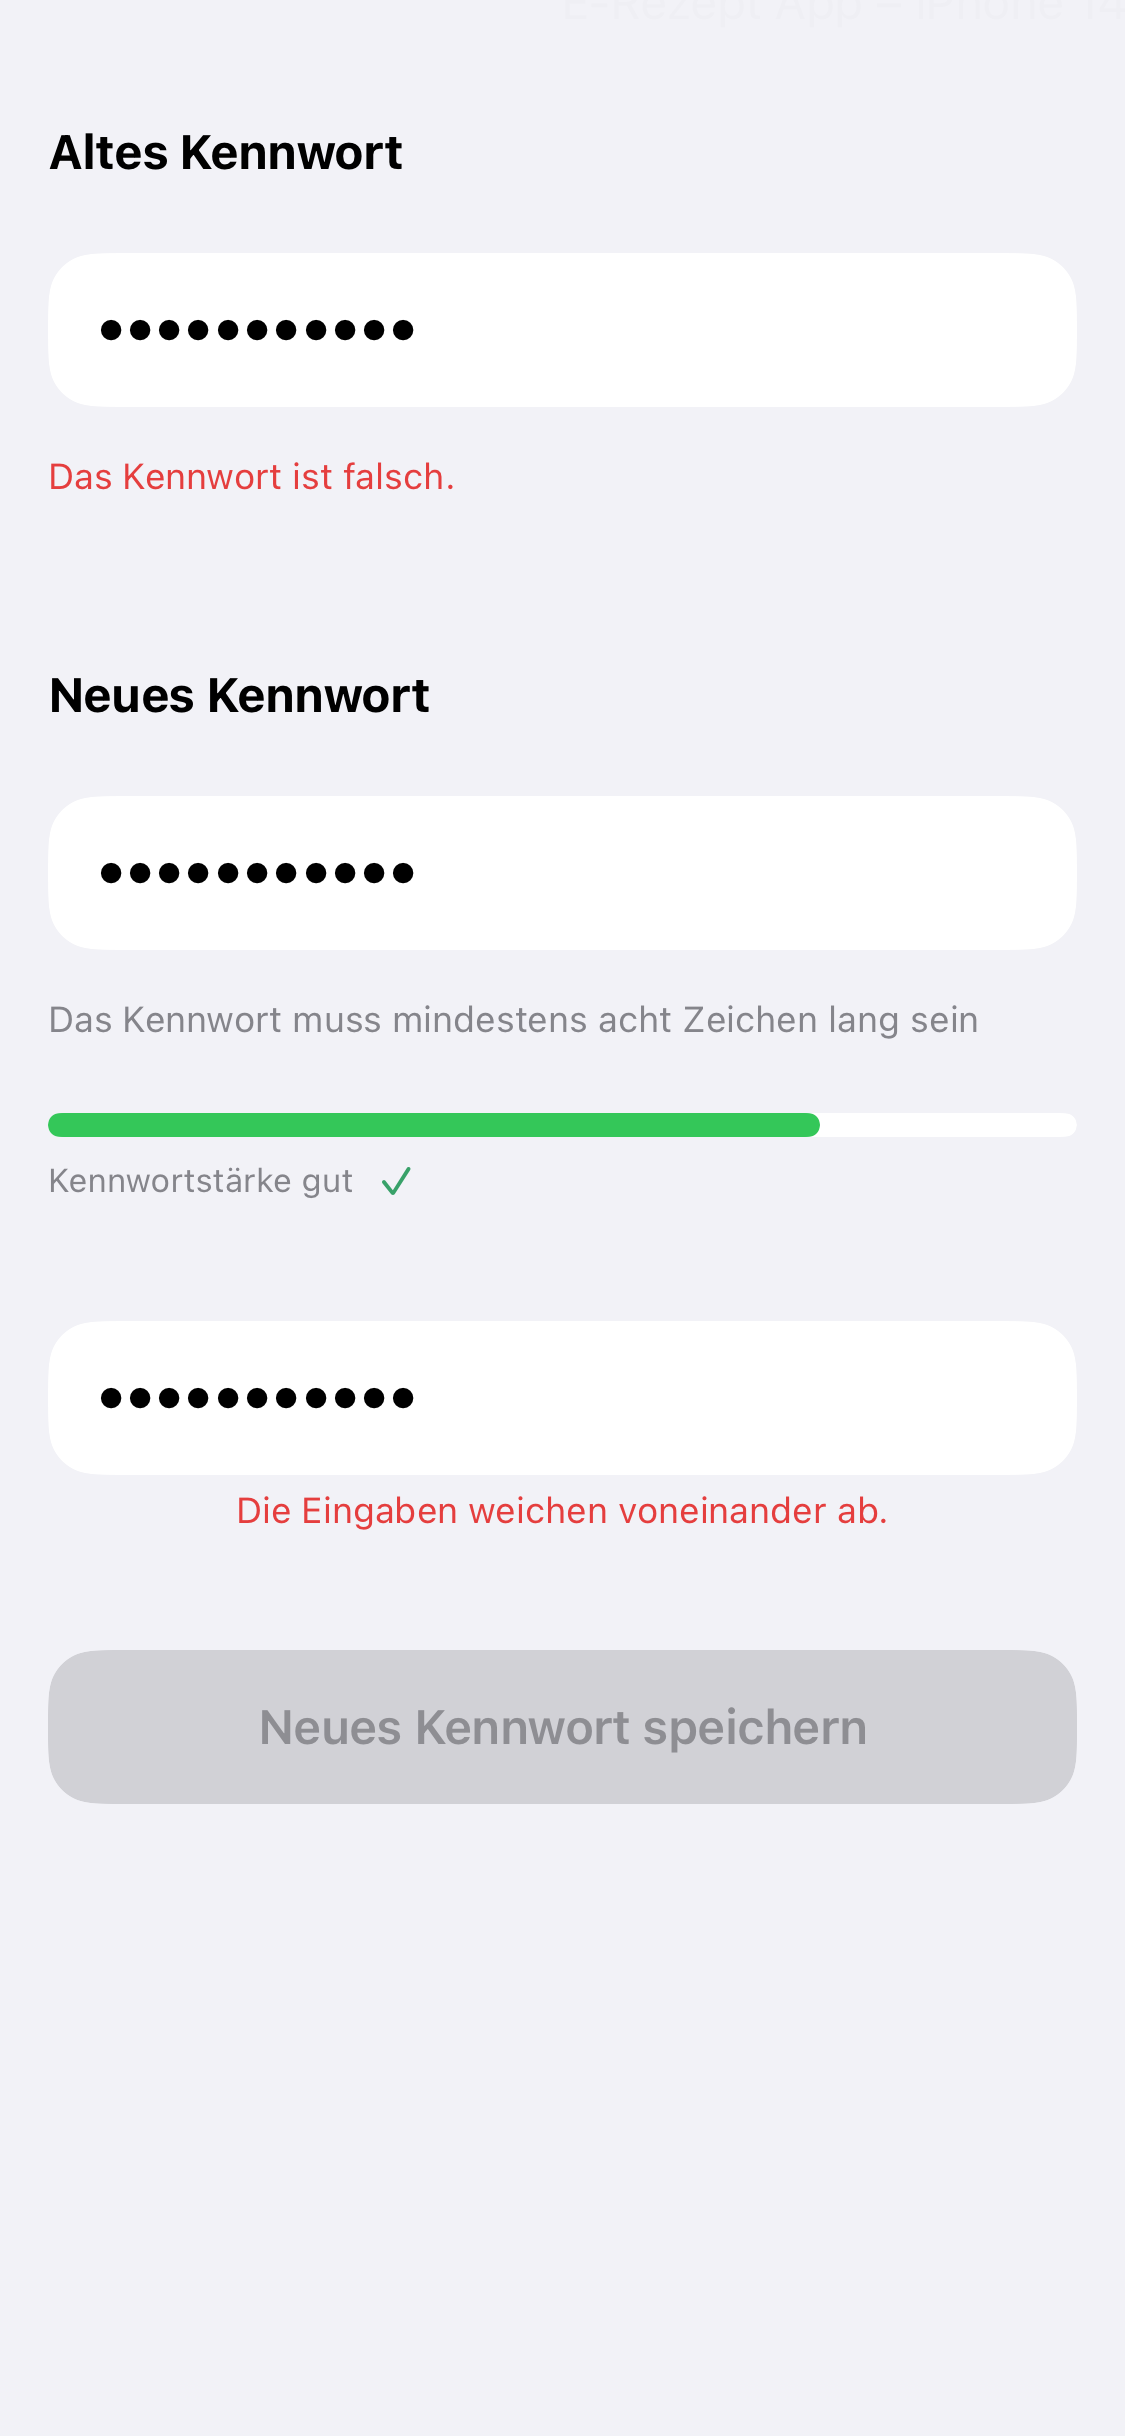 E-Rezept App – iPhone 14
Altes Kennwort
•••••••••••
Das Kennwort ist falsch.
Neues Kennwort
•••••••••••
Das Kennwort muss mindestens acht Zeichen lang sein
Kennwortstärke gut ✓
•••••••••••
Die Eingaben weichen voneinander ab.
Neues Kennwort speichern